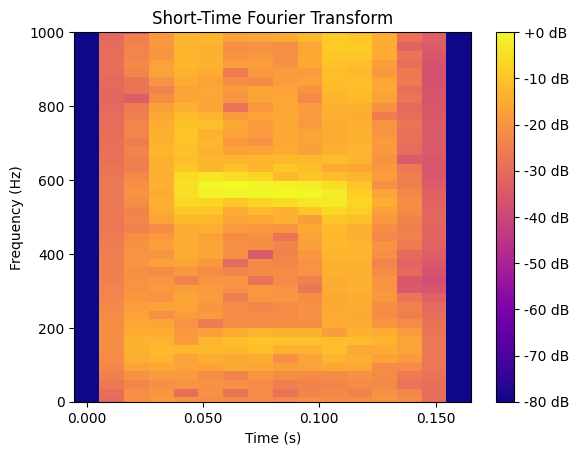 Short-Time Fourier Transform
1000
800
600
400
200
0
Frequency (Hz)
0.000
0.050
0.100
0.150
Time (s)
+0 dB
-10 dB
-20 dB
-30 dB
-40 dB
-50 dB
-60 dB
-70 dB
-80 dB